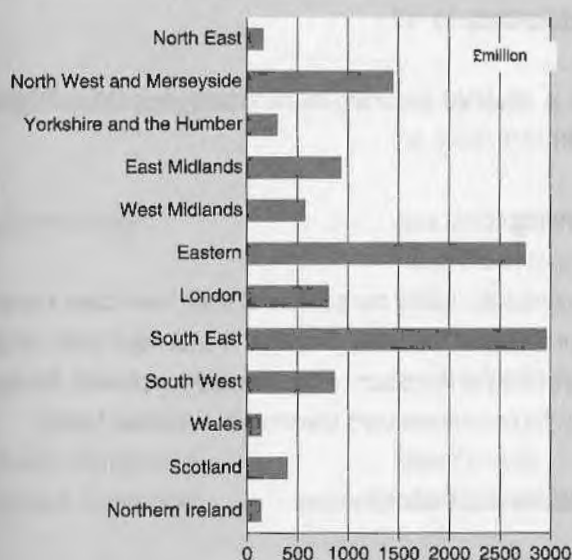 North East
£million
North West and Merseyside
Yorkshire and the Humber
East Midlands
West Midlands
Eastern
London
South East
South West
Wales
Scotland
Northern Ireland
0 500 1000 1500 2000 2500 3000